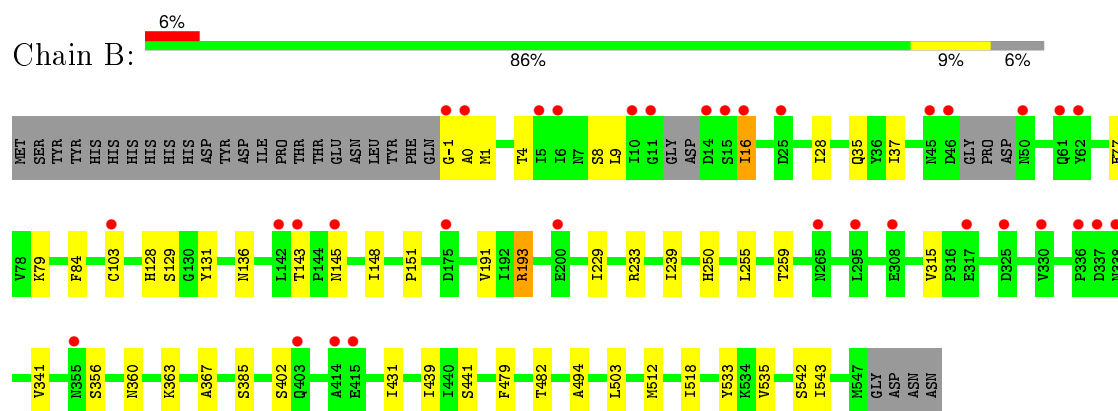 6%
Chain B:
86% 9% 6%
MET SER TYR TYR HIS HIS HIS HIS HIS HIS ASP TYR ASP ILE PRO THR THR GLU ASN LEU TYR PHE GLN G-1 A0 M1 T4 I5 I6 N7 S8 L9 I10 G11 GLY ASP D14 S15 I16 D25 I28 Q35 Y36 I37 N45 D46 GLY PRO ASP N50 Q61 Y62
V78 K79 F84 C103 H128 S129 G130 Y131 N136 L142 T143 P144 N145 I148 P151 D175 V191 I192 R193 E200 I229 R233 I239 H250 L255 T259 N265 L295 E308 V315 P316 E317 D325 V330 P336 D337
V341 N355 S356 N360 K363 A367 S385 S402 Q403 A414 E415 I431 I439 I440 S441 F479 T482 A494 L503 M512 I518 Y533 K534 V535 S542 I543 M547 GLY ASP ASN ASN